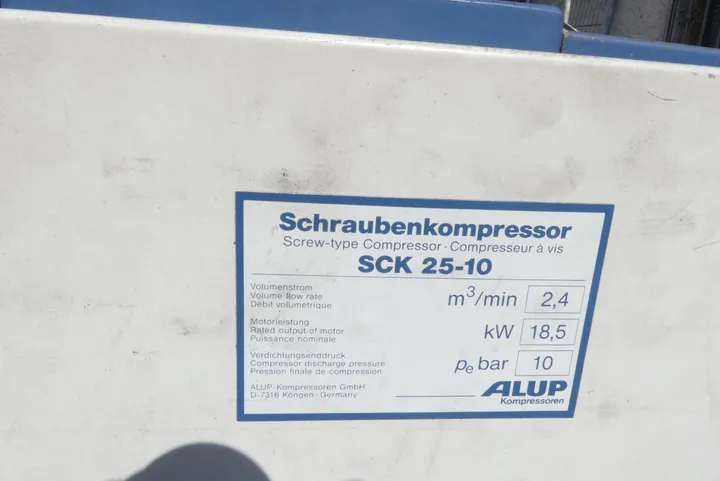 Schraubenkompressor
Screw-type Compressor · Compresseur à vis
SCK 25-10
Volumenstrom
Volume flow rate
Débit volumétrique
m³/min 2,4
Motorleistung
Rated output of motor
Puissance nominale
kW 18,5
Verdichtungsenddruck
Compressor discharge pressure
Pression finale de compression
pe bar 10
ALUP-Kompressoren GmbH
D-7316 Köngen · Germany
ALUP
Kompressoren